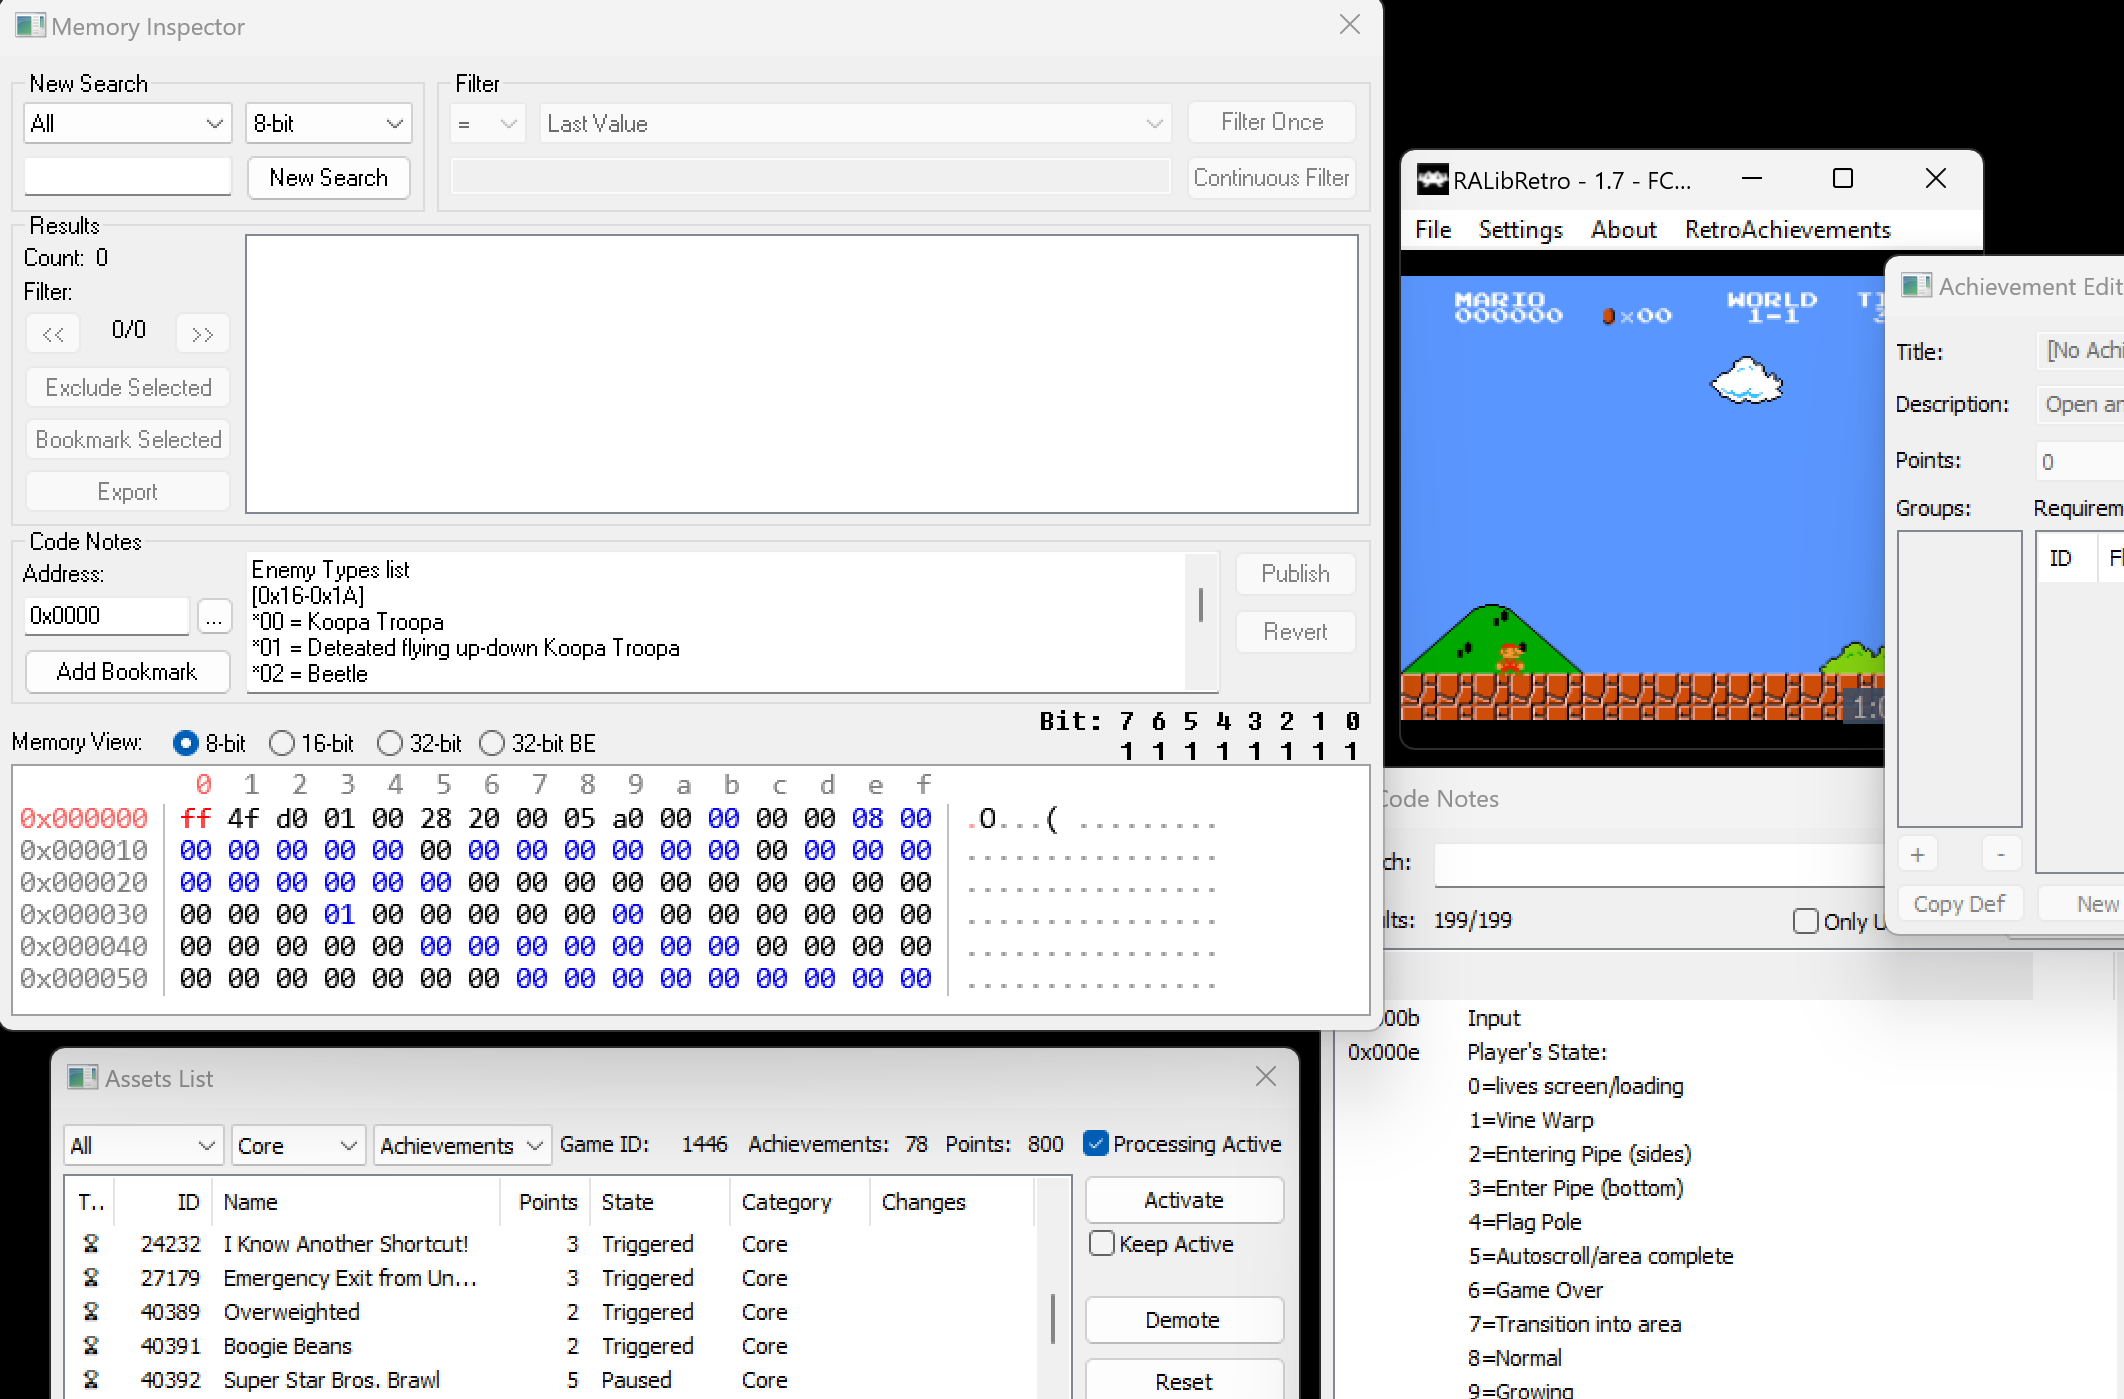 Memory Inspector
New Search
All
8-bit
New Search
Filter
=
Last Value
Filter Once
Continuous Filter
Results
Count: 0
Filter:
<< 0/0 >>
Exclude Selected
Bookmark Selected
Export
Code Notes
Address:
0x0000
...
Add Bookmark
Enemy Types list
[0x16-0x1A]
*00 = Koopa Troopa
*01 = Deteated flying up-down Koopa Troopa
*02 = Beetle
Publish
Revert
Bit: 7 6 5 4 3 2 1 0
1 1 1 1 1 1 1 1
Memory View: 8-bit 16-bit 32-bit 32-bit BE
0 1 2 3 4 5 6 7 8 9 a b c d e f
0x000000 ff 4f d0 01 00 28 20 00 05 a0 00 00 00 00 08 00 .O...( .........
0x000010 00 00 00 00 00 00 00 00 00 00 00 00 00 00 00 00 ................
0x000020 00 00 00 00 00 00 00 00 00 00 00 00 00 00 00 00 ................
0x000030 00 00 00 01 00 00 00 00 00 00 00 00 00 00 00 00 ................
0x000040 00 00 00 00 00 00 00 00 00 00 00 00 00 00 00 00 ................
0x000050 00 00 00 00 00 00 00 00 00 00 00 00 00 00 00 00 ................
RALibRetro - 1.7 - FC...
File Settings About RetroAchievements
MARIO WORLD
000000 ×00 1-1
Achievement Edit
Title: [No Achi
Description: Open an
Points: 0
Groups: Requirem
ID
+ -
Copy Def New
Code Notes
ch:
lts: 199/199
Only U
00b Input
0x000e Player's State:
0=lives screen/loading
1=Vine Warp
2=Entering Pipe (sides)
3=Enter Pipe (bottom)
4=Flag Pole
5=Autoscroll/area complete
6=Game Over
7=Transition into area
8=Normal
9=Growing
Assets List
All Core Achievements Game ID: 1446 Achievements: 78 Points: 800 Processing Active
T.. ID Name Points State Category Changes
24232 I Know Another Shortcut! 3 Triggered Core
27179 Emergency Exit from Un... 3 Triggered Core
40389 Overweighted 2 Triggered Core
40391 Boogie Beans 2 Triggered Core
40392 Super Star Bros. Brawl 5 Paused Core
Activate
Keep Active
Demote
Reset